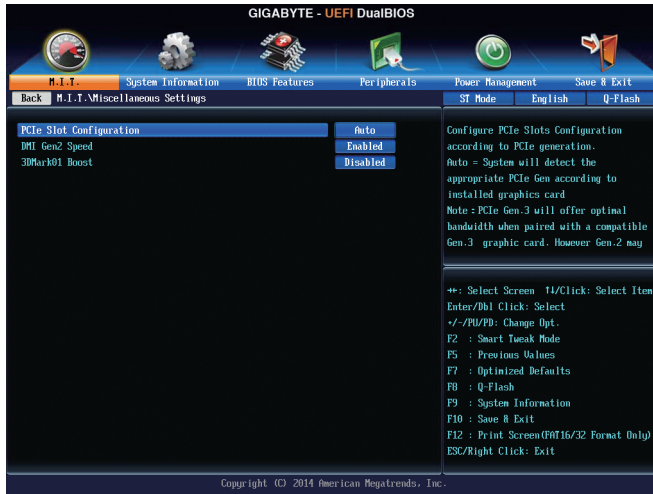 GIGABYTE - UEFI DualBIOS
M.I.T. System Information BIOS Features Peripherals Power Management Save & Exit
Back M.I.T.\Miscellaneous Settings ST Mode English Q-Flash
PCIe Slot Configuration Auto
DMI Gen2 Speed Enabled
3DMark01 Boost Disabled
Configure PCIe Slots Configuration
according to PCIe generation.
Auto = System will detect the
appropriate PCIe Gen according to
installed graphics card
Note : PCIe Gen.3 will offer optimal
bandwidth when paired with a compatible
Gen.3 graphic card. However Gen.2 may
→←: Select Screen ↑↓/Click: Select Item
Enter/Dbl Click: Select
+/-/PU/PD: Change Opt.
F2 : Smart Tweak Mode
F5 : Previous Values
F7 : Optimized Defaults
F8 : Q-Flash
F9 : System Information
F10 : Save & Exit
F12 : Print Screen(FAT16/32 Format Only)
ESC/Right Click: Exit
Copyright (C) 2014 American Megatrends, Inc.